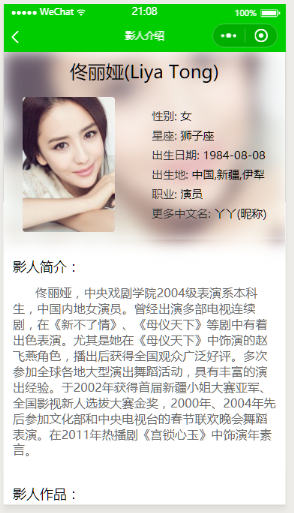 WeChat 21:08 100%
影人介绍
佟丽娅(Liya Tong)
性别: 女
星座: 狮子座
出生日期: 1984-08-08
出生地: 中国,新疆,伊犁
职业: 演员
更多中文名: 丫丫(昵称)
影人简介：
佟丽娅，中央戏剧学院2004级表演系本科
生，中国内地女演员。曾经出演多部电视连续
剧，在《新不了情》、《母仪天下》等剧中有着
出色表演。尤其是她在《母仪天下》中饰演的赵
飞燕角色，播出后获得全国观众广泛好评。多次
参加全球各地大型演出舞蹈活动，具有丰富的演
出经验。于2002年获得首届新疆小姐大赛亚军、
全国影视新人选拔大赛金奖，2000年、2004年先
后参加文化部和中央电视台的春节联欢晚会舞蹈
表演。在2011年热播剧《宫锁心玉》中饰演年素
言。
影人作品：